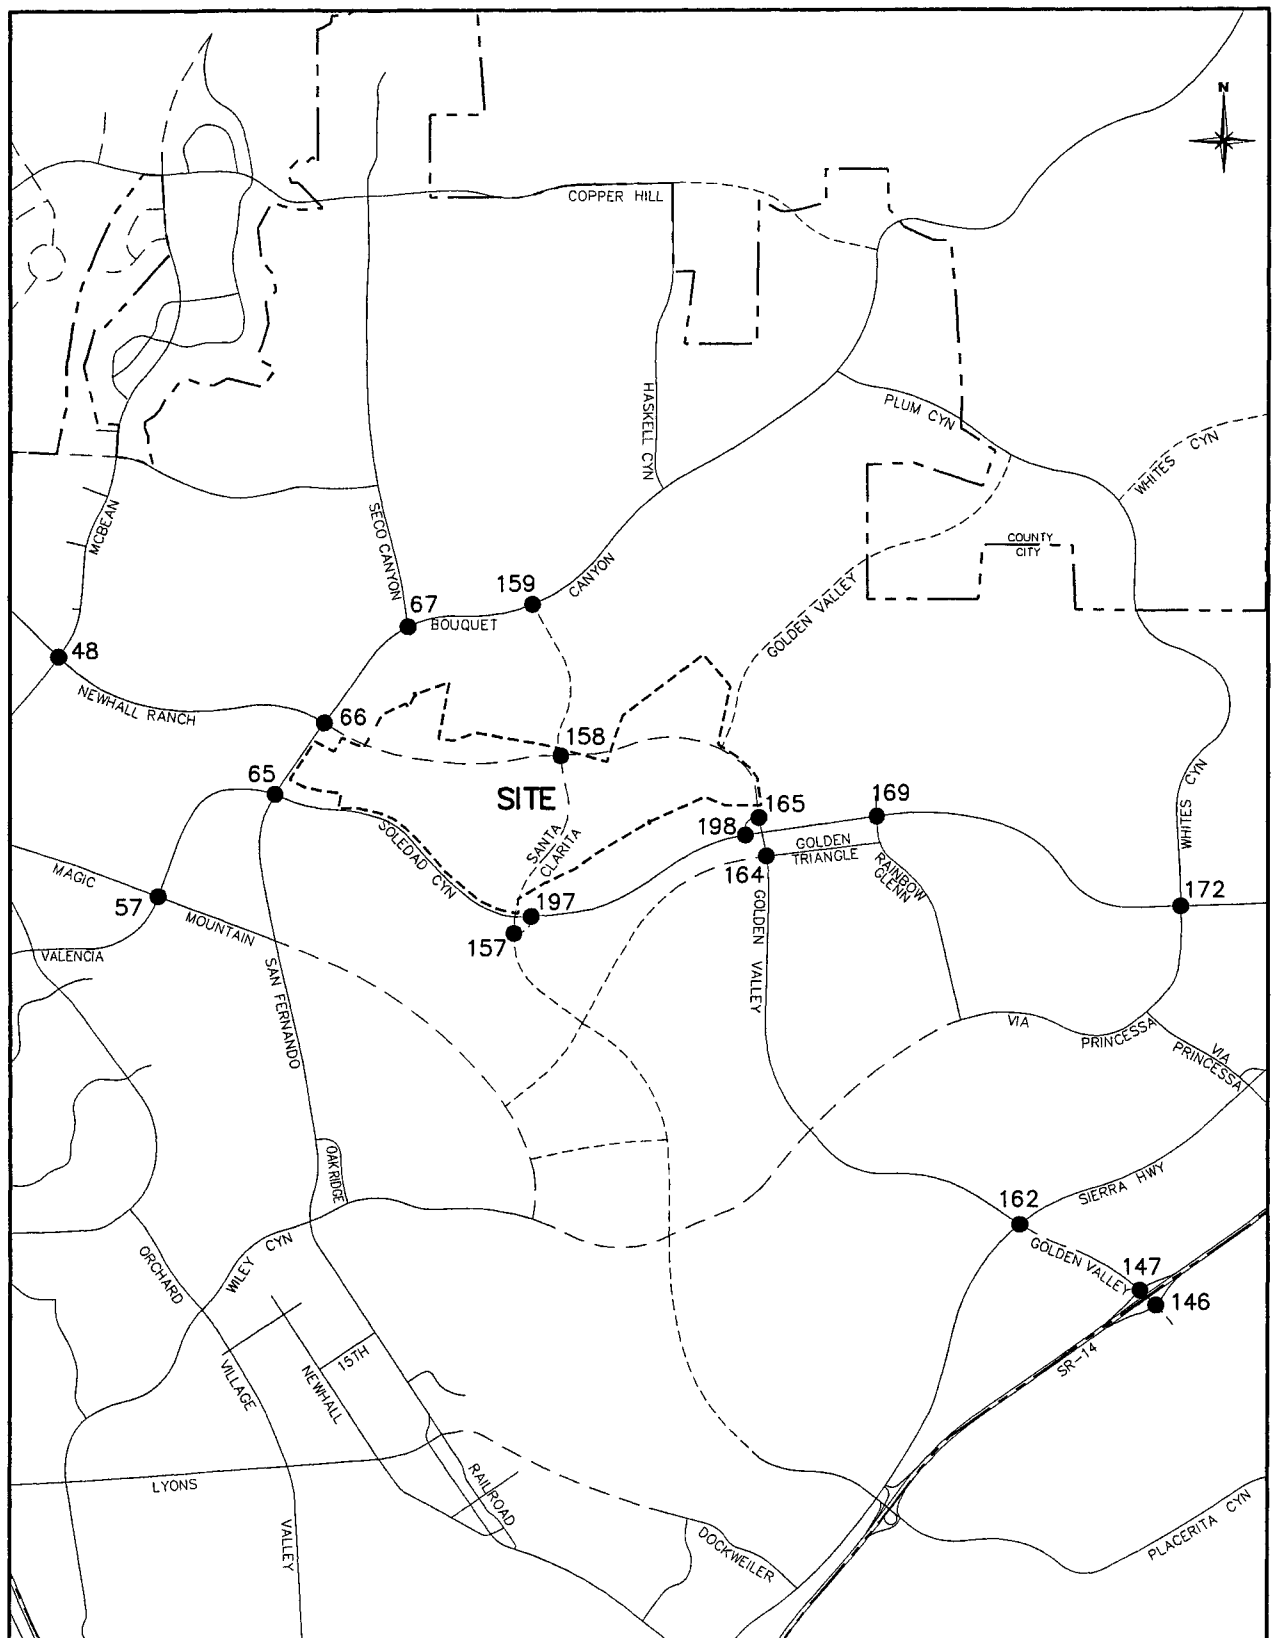 N
COPPER HILL
HASKELL CYN
PLUM CYN
WHITES CYN
MCBEAN
SECO CANYON
COUNTY
CITY
159
CANYON
67
BOUQUET
GOLDEN VALLEY
48
NEWHALL RANCH
66
158
65
SITE
165
169
198
SOLEDAD CYN
SANTA
CLARITA
GOLDEN
TRIANGLE
164
RAINBOW
GLENN
WHITES CYN
MAGIC
57
MOUNTAIN
197
157
GOLDEN VALLEY
172
VALENCIA
SAN FERNANDO
VIA
PRINCESSA
VIA
PRINCESSA
OAKRIDGE
SIERRA HWY
162
WILEY CYN
ORCHARD
GOLDEN VALLEY
147
146
15TH
SR-14
VILLAGE
NEWHALL
LYONS
RAILROAD
VALLEY
DOCKWEILER
PLACERITA CYN